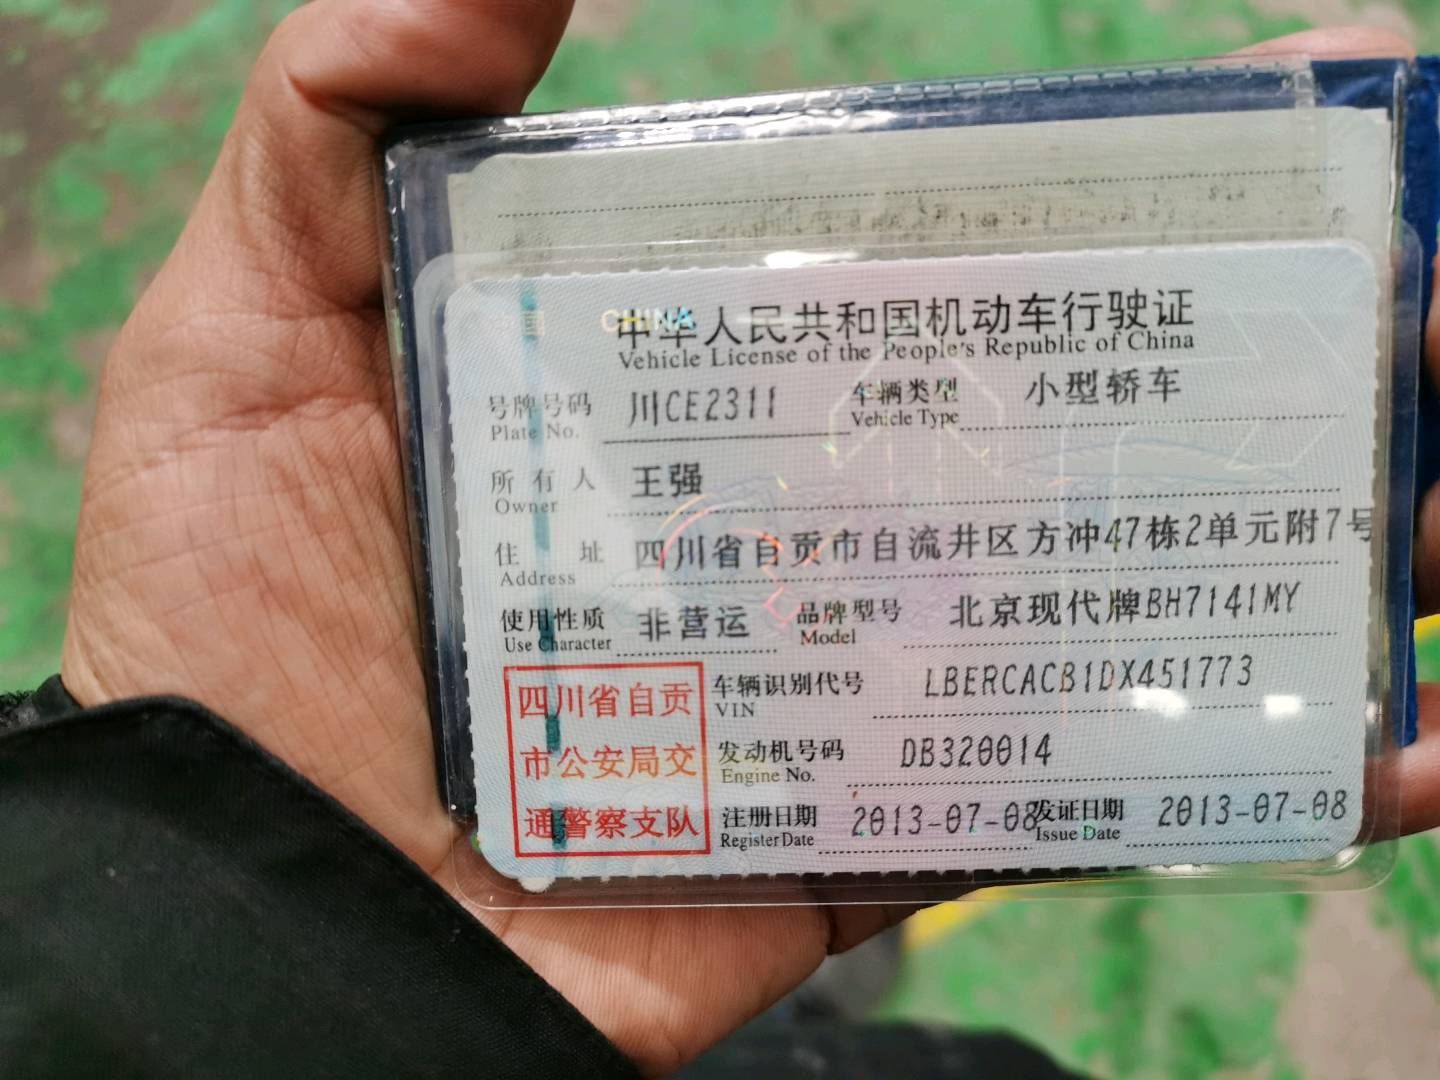 中国 CHINA
中华人民共和国机动车行驶证
Vehicle License of the People's Republic of China
号牌号码 川CE2311 车辆类型 小型轿车
Plate No. Vehicle Type
所有人 王强
Owner
住址 四川省自贡市自流井区方冲47栋2单元附7号
Address
使用性质 非营运 品牌型号 北京现代牌BH7141MY
Use Character Model
四川省自贡
市公安局交
通警察支队
车辆识别代号 LBERCACB1DX451773
VIN
发动机号码 DB320014
Engine No.
注册日期 2013-07-08 发证日期 2013-07-08
Register Date Issue Date